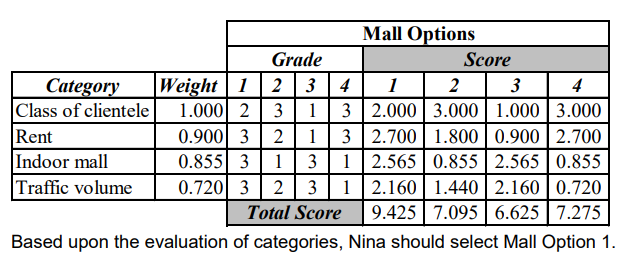 Mall Options
Grade Score
Category Weight 1 2 3 4 1 2 3 4
Class of clientele 1.000 2 3 1 3 2.000 3.000 1.000 3.000
Rent 0.900 3 2 1 3 2.700 1.800 0.900 2.700
Indoor mall 0.855 3 1 3 1 2.565 0.855 2.565 0.855
Traffic volume 0.720 3 2 3 1 2.160 1.440 2.160 0.720
Total Score 9.425 7.095 6.625 7.275
Based upon the evaluation of categories, Nina should select Mall Option 1.